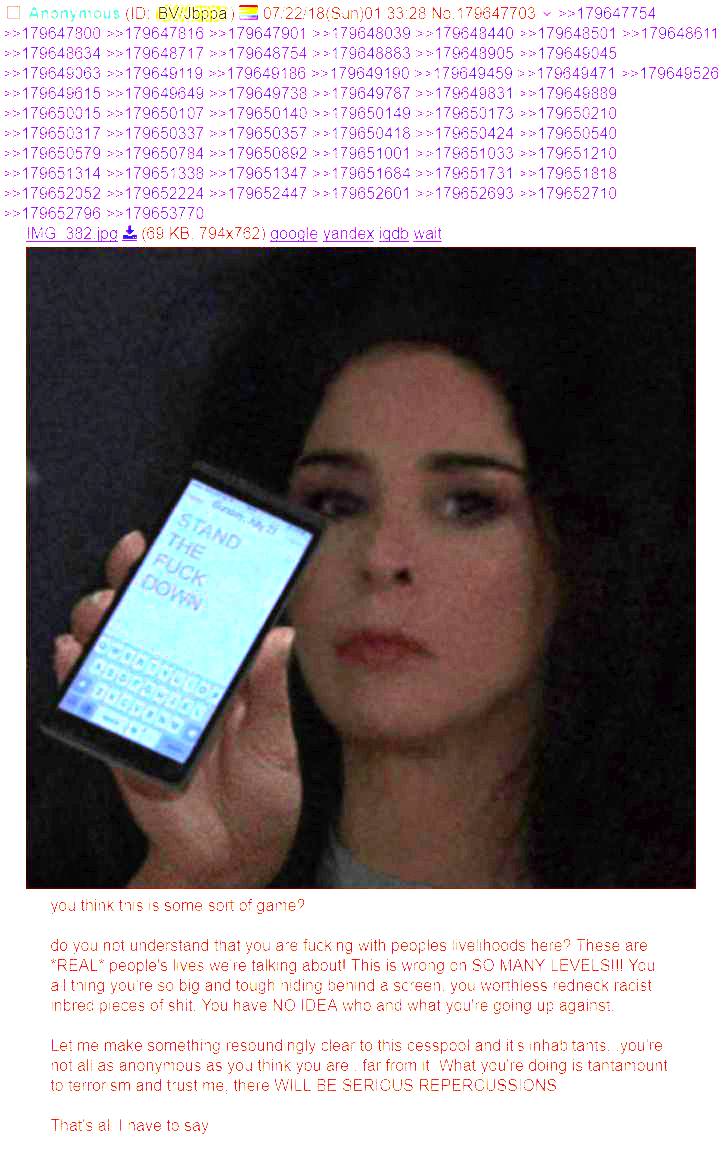 Anonymous (ID: BV/Jbppa) 07/22/18(Sun)01:33:28 No.179647703 >>179647754
>>179647800 >>179647816 >>179647901 >>179648039 >>179648440 >>179648501 >>179648611
>>179648634 >>179648717 >>179648754 >>179648883 >>179648905 >>179649045
>>179649063 >>179649119 >>179649186 >>179649190 >>179649459 >>179649471 >>179649526
>>179649615 >>179649649 >>179649738 >>179649787 >>179649831 >>179649889
>>179650015 >>179650107 >>179650140 >>179650149 >>179650173 >>179650210
>>179650317 >>179650337 >>179650357 >>179650418 >>179650424 >>179650540
>>179650579 >>179650784 >>179650892 >>179651001 >>179651033 >>179651210
>>179651314 >>179651338 >>179651347 >>179651684 >>179651731 >>179651818
>>179652052 >>179652224 >>179652447 >>179652601 >>179652693 >>179652710
>>179652796 >>179653770
IMG_382.jpg (69 KB, 794x762) google yandex iqdb wait
Sunday, July
STAND
THE
FUCK
DOWN
you think this is some sort of game?
do you not understand that you are fucking with peoples livelihoods here? These are
*REAL* people's lives we're talking about! This is wrong on SO MANY LEVELS!!! You
all thing you're so big and tough hiding behind a screen. you worthless redneck racist
inbred pieces of shit. You have NO IDEA who and what you're going up against.
Let me make something resoundingly clear to this cesspool and it's inhabitants...you're
not all as anonymous as you think you are.. far from it. What you're doing is tantamount
to terrorism and trust me, there WILL BE SERIOUS REPERCUSSIONS
That's all I have to say